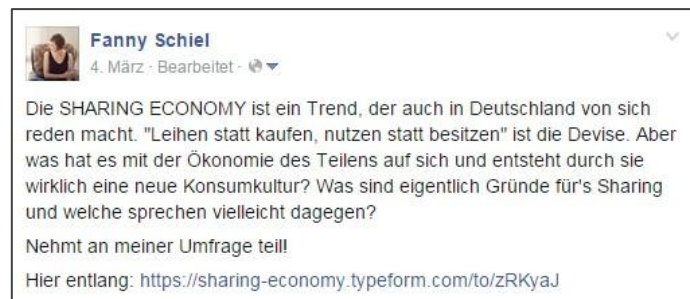 Fanny Schiel
4. März · Bearbeitet ·
Die SHARING ECONOMY ist ein Trend, der auch in Deutschland von sich
reden macht. "Leihen statt kaufen, nutzen statt besitzen" ist die Devise. Aber
was hat es mit der Ökonomie des Teilens auf sich und entsteht durch sie
wirklich eine neue Konsumkultur? Was sind eigentlich Gründe für's Sharing
und welche sprechen vielleicht dagegen?
Nehmt an meiner Umfrage teil!
Hier entlang: https://sharing-economy.typeform.com/to/zRKyaJ